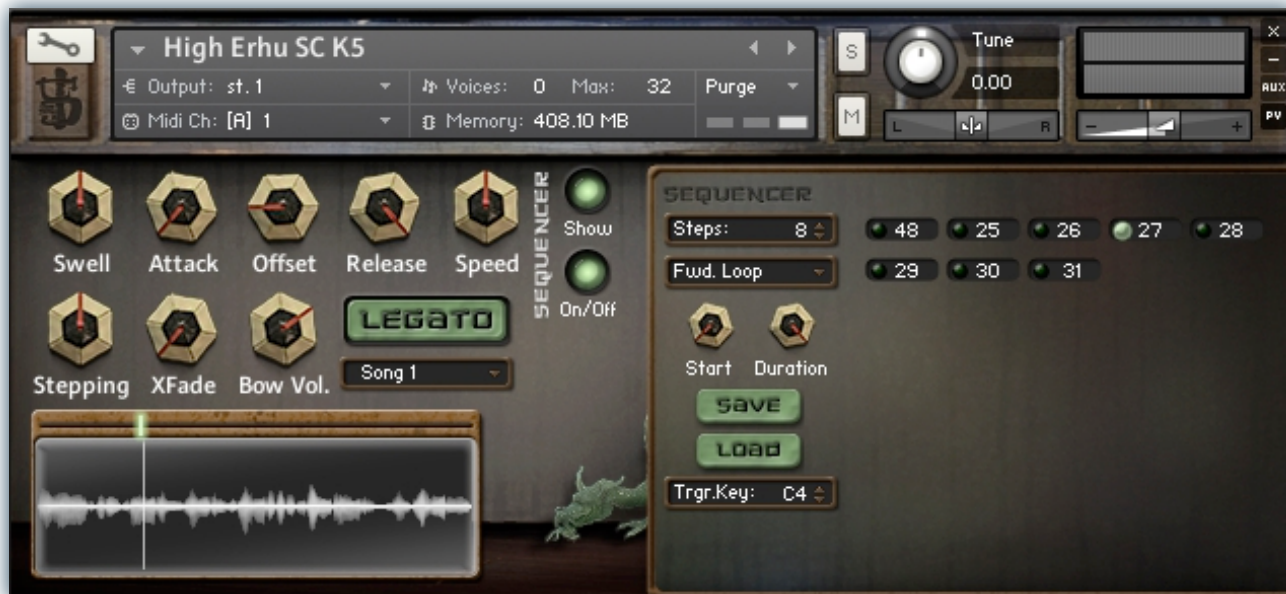 High Erhu SC K5
Output: st. 1
Voices: 0 Max: 32
Purge
Midi Ch: [A] 1
Memory: 408.10 MB
S
M
Tune
0.00
L R
- +
x
-
AUX
PV
Swell Attack Offset Release Speed
Stepping XFade Bow Vol.
LEGATO
Song 1
SEQUENCER
Show
On/Off
SEQUENCER
Steps: 8
48 25 26 27 28
Fwd. Loop
29 30 31
Start Duration
SAVE
LOAD
Trgr.Key: C4